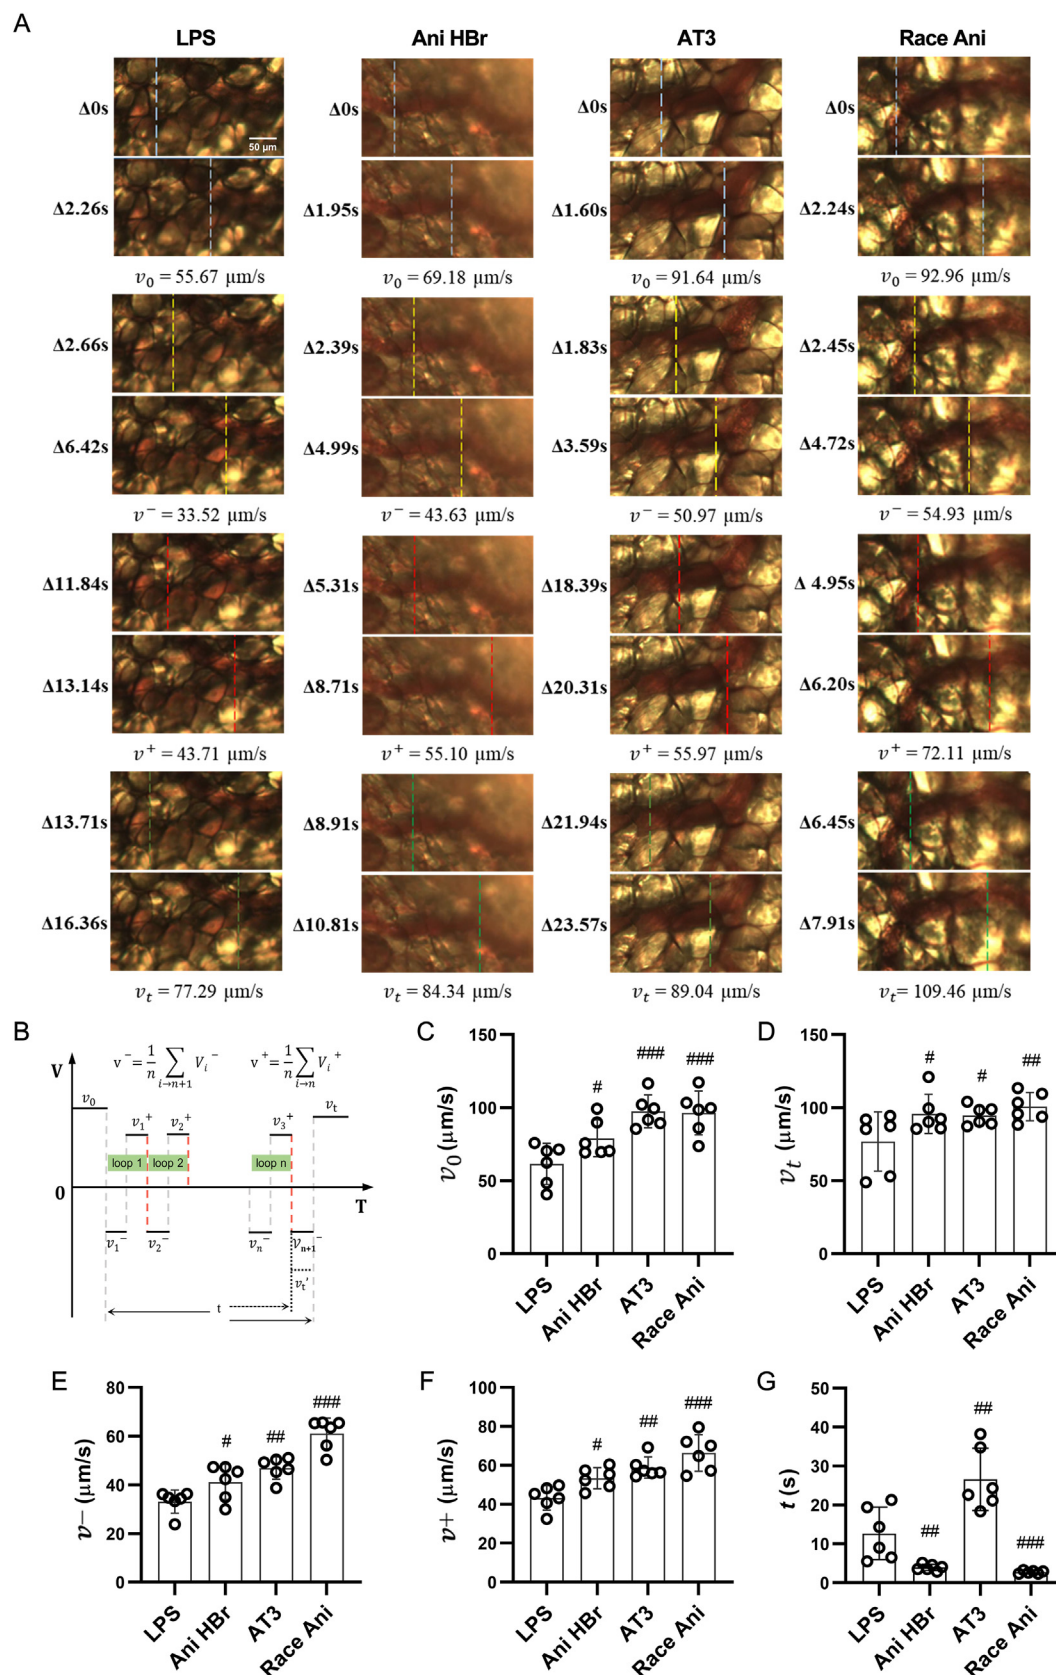 A
LPS Ani HBr AT3 Race Ani
Δ0s Δ0s Δ0s Δ0s
50 μm
Δ2.26s Δ1.95s Δ1.60s Δ2.24s
v₀ = 55.67 μm/s v₀ = 69.18 μm/s v₀ = 91.64 μm/s v₀ = 92.96 μm/s
Δ2.66s Δ2.39s Δ1.83s Δ2.45s
Δ6.42s Δ4.99s Δ3.59s Δ4.72s
v⁻ = 33.52 μm/s v⁻ = 43.63 μm/s v⁻ = 50.97 μm/s v⁻ = 54.93 μm/s
Δ11.84s Δ5.31s Δ18.39s Δ 4.95s
Δ13.14s Δ8.71s Δ20.31s Δ6.20s
v⁺ = 43.71 μm/s v⁺ = 55.10 μm/s v⁺ = 55.97 μm/s v⁺ = 72.11 μm/s
Δ13.71s Δ8.91s Δ21.94s Δ6.45s
Δ16.36s Δ10.81s Δ23.57s Δ7.91s
vₜ = 77.29 μm/s vₜ = 84.34 μm/s vₜ = 89.04 μm/s vₜ = 109.46 μm/s
B
v⁻ = 1/n ∑ i→n+1 Vᵢ⁻ v⁺ = 1/n ∑ i→n Vᵢ⁺
V
v₀ v₁⁺ v₂⁺ v₃⁺ vₜ
loop 1 loop 2 loop n
0 T
v₁⁻ v₂⁻ vₙ⁻ Vₙ₊₁⁻
vₜ′
t
C
v₀ (μm/s)
150
100
50
0
# ### ###
LPS Ani HBr AT3 Race Ani
D
vₜ (μm/s)
150
100
50
0
# # ##
LPS Ani HBr AT3 Race Ani
E
v− (μm/s)
80
60
40
20
0
# ## ###
LPS Ani HBr AT3 Race Ani
F
v+ (μm/s)
100
80
60
40
20
0
# ## ###
LPS Ani HBr AT3 Race Ani
G
t (s)
50
40
30
20
10
0
## ## ###
LPS Ani HBr AT3 Race Ani